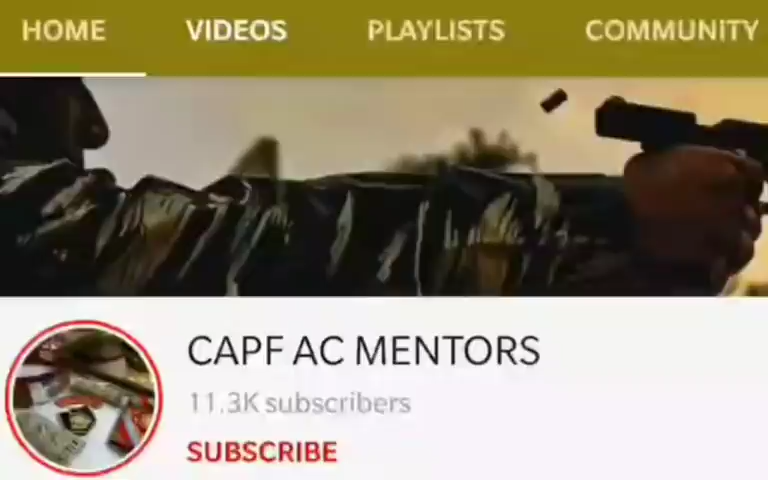 HOME VIDEOS PLAYLISTS COMMUNITY
CAPF AC MENTORS
11.3K subscribers
SUBSCRIBE